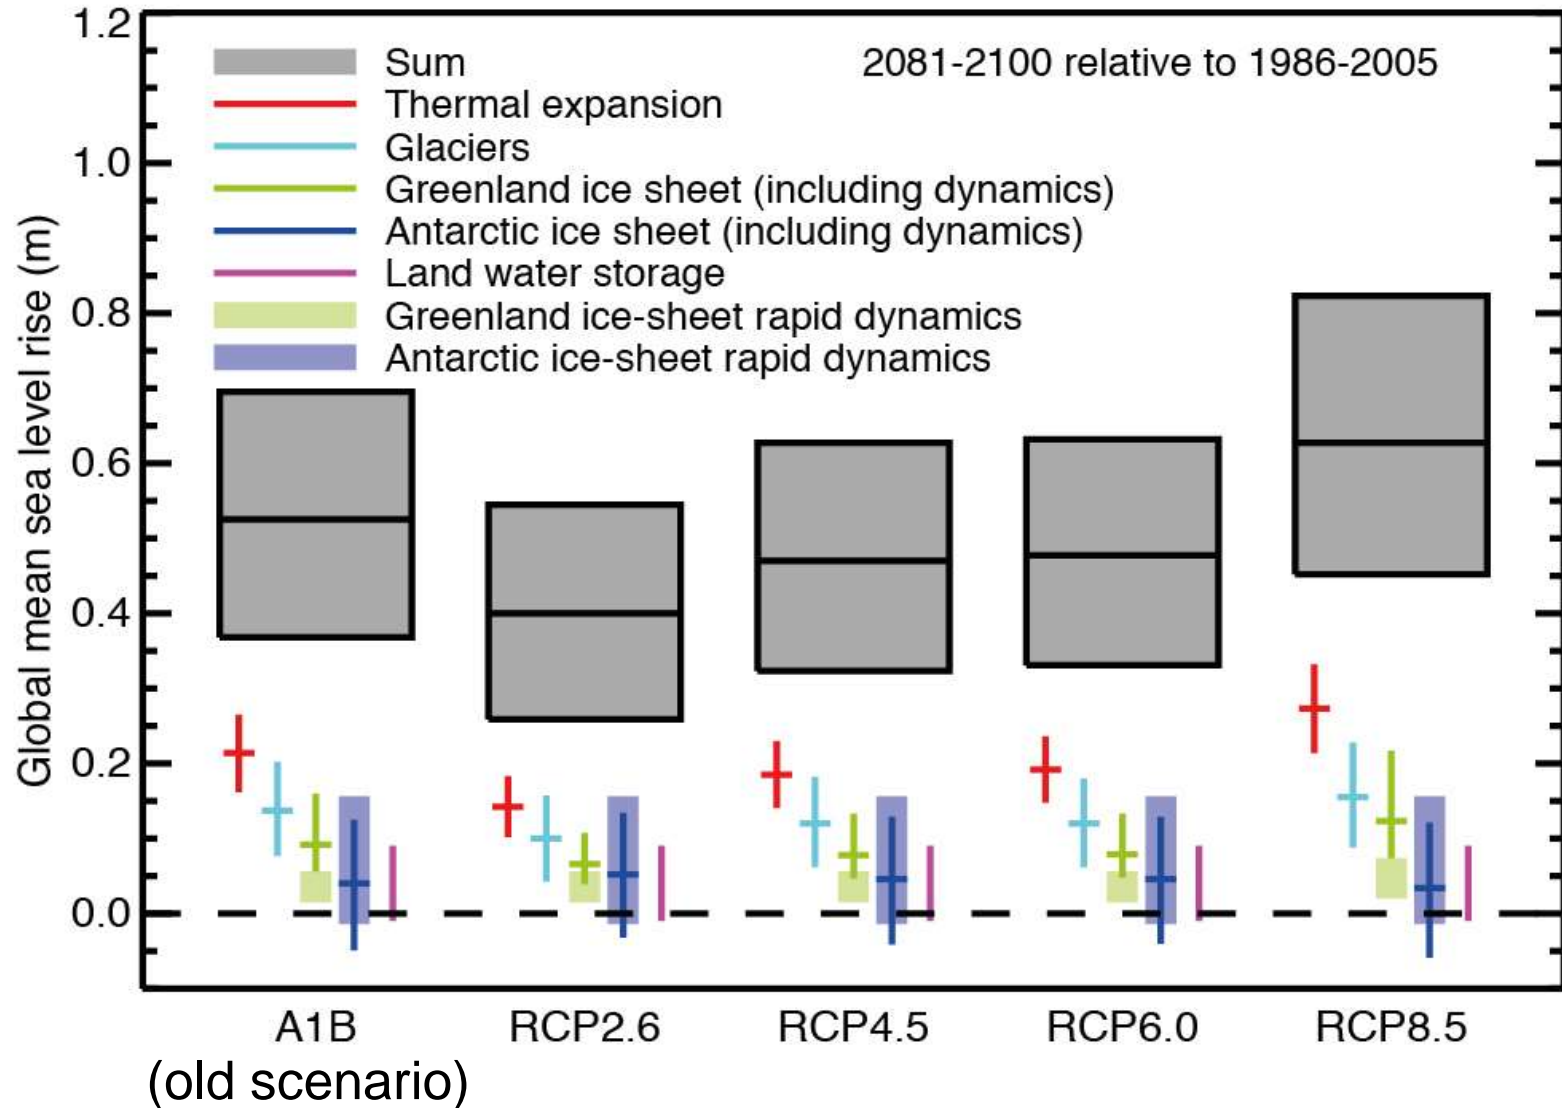 1.2
1.0
0.8
0.6
0.4
0.2
0.0
Global mean sea level rise (m)
Sum
2081-2100 relative to 1986-2005
Thermal expansion
Glaciers
Greenland ice sheet (including dynamics)
Antarctic ice sheet (including dynamics)
Land water storage
Greenland ice-sheet rapid dynamics
Antarctic ice-sheet rapid dynamics
A1B RCP2.6 RCP4.5 RCP6.0 RCP8.5
(old scenario)